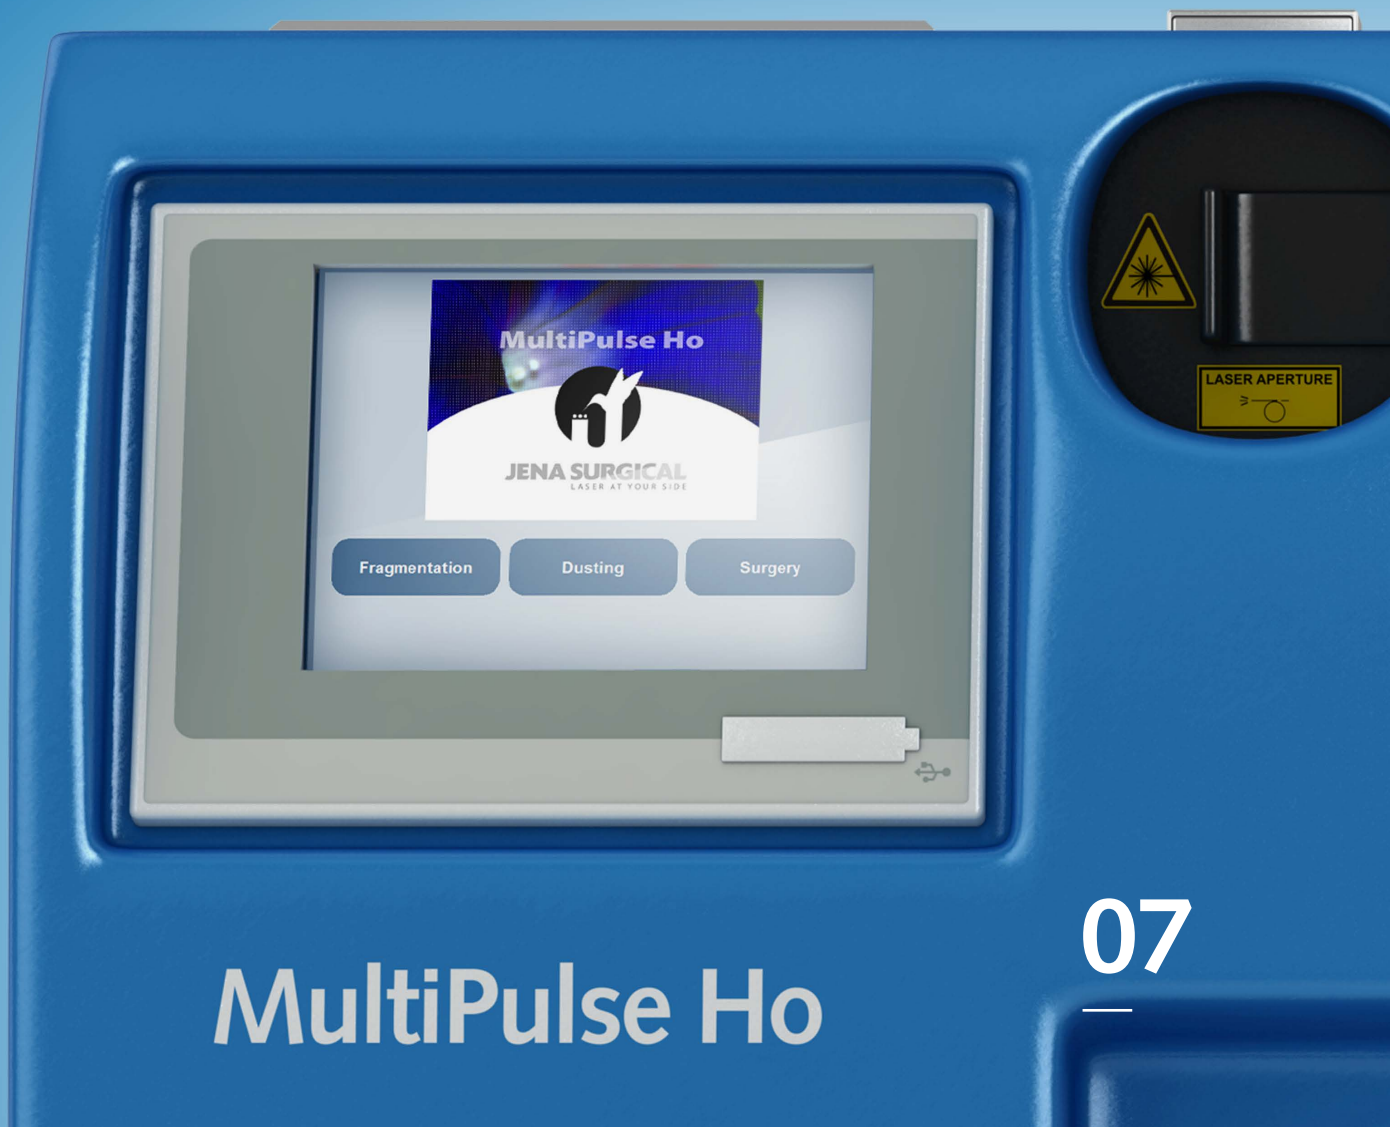 MultiPulse Ho
JENA SURGICAL
LASER AT YOUR SIDE
Fragmentation
Dusting
Surgery
LASER APERTURE
MultiPulse Ho
07